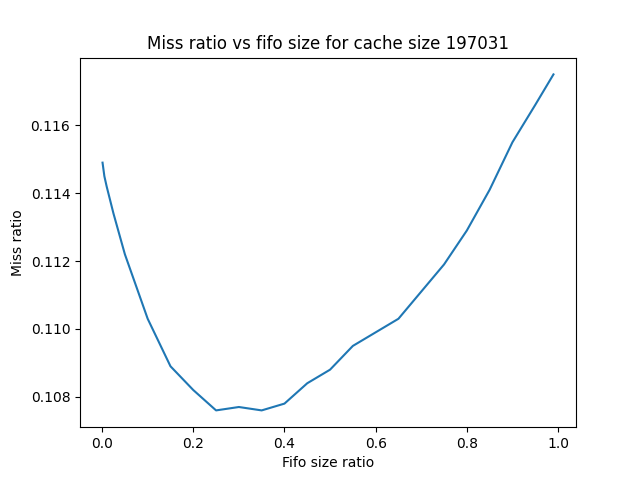 Miss ratio vs fifo size for cache size 197031
0.116
0.114
0.112
0.110
0.108
Miss ratio
0.0 0.2 0.4 0.6 0.8 1.0
Fifo size ratio